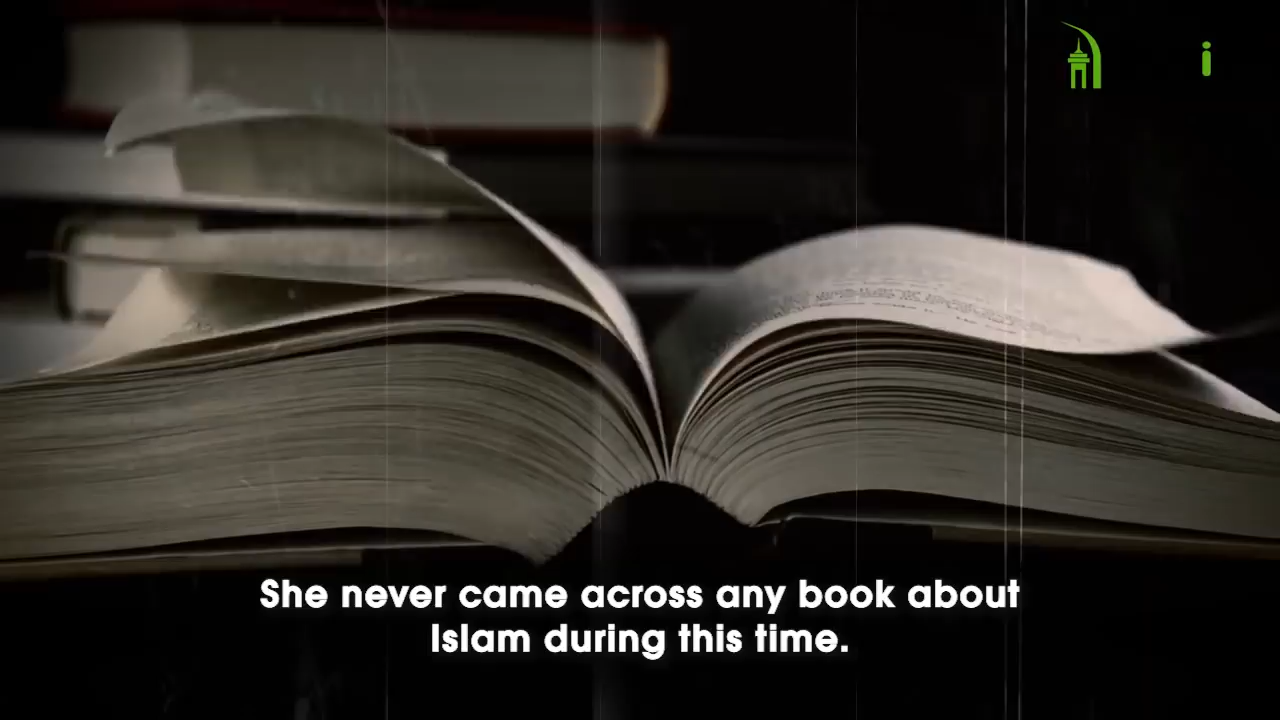 i
She never came across any book about
Islam during this time.